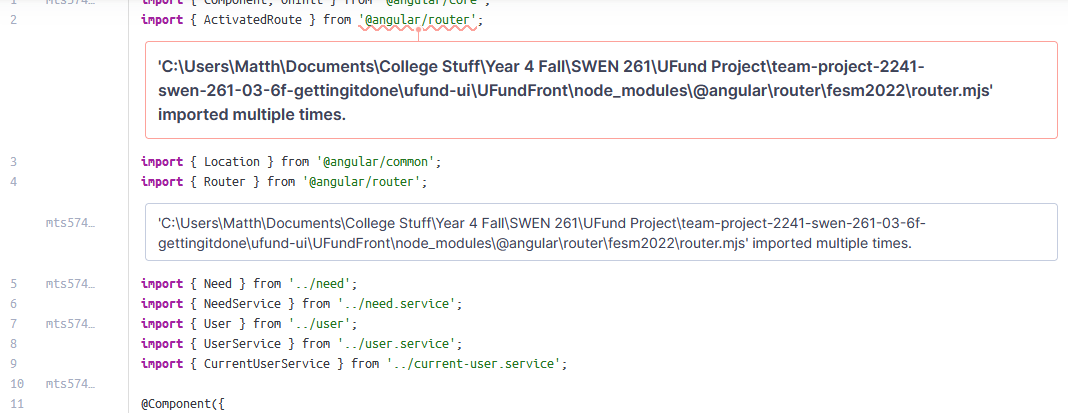 1 mts574… import { Component, OnInit } from '@angular/core';
2 import { ActivatedRoute } from '@angular/router';
'C:\Users\Matth\Documents\College Stuff\Year 4 Fall\SWEN 261\UFund Project\team-project-2241-
swen-261-03-6f-gettingitdone\ufund-ui\UFundFront\node_modules\@angular\router\fesm2022\router.mjs'
imported multiple times.
3 import { Location } from '@angular/common';
4 import { Router } from '@angular/router';
mts574…
'C:\Users\Matth\Documents\College Stuff\Year 4 Fall\SWEN 261\UFund Project\team-project-2241-swen-261-03-6f-
gettingitdone\ufund-ui\UFundFront\node_modules\@angular\router\fesm2022\router.mjs' imported multiple times.
5 mts574… import { Need } from '../need';
6 import { NeedService } from '../need.service';
7 mts574… import { User } from '../user';
8 import { UserService } from '../user.service';
9 import { CurrentUserService } from '../current-user.service';
10 mts574…
11 @Component({